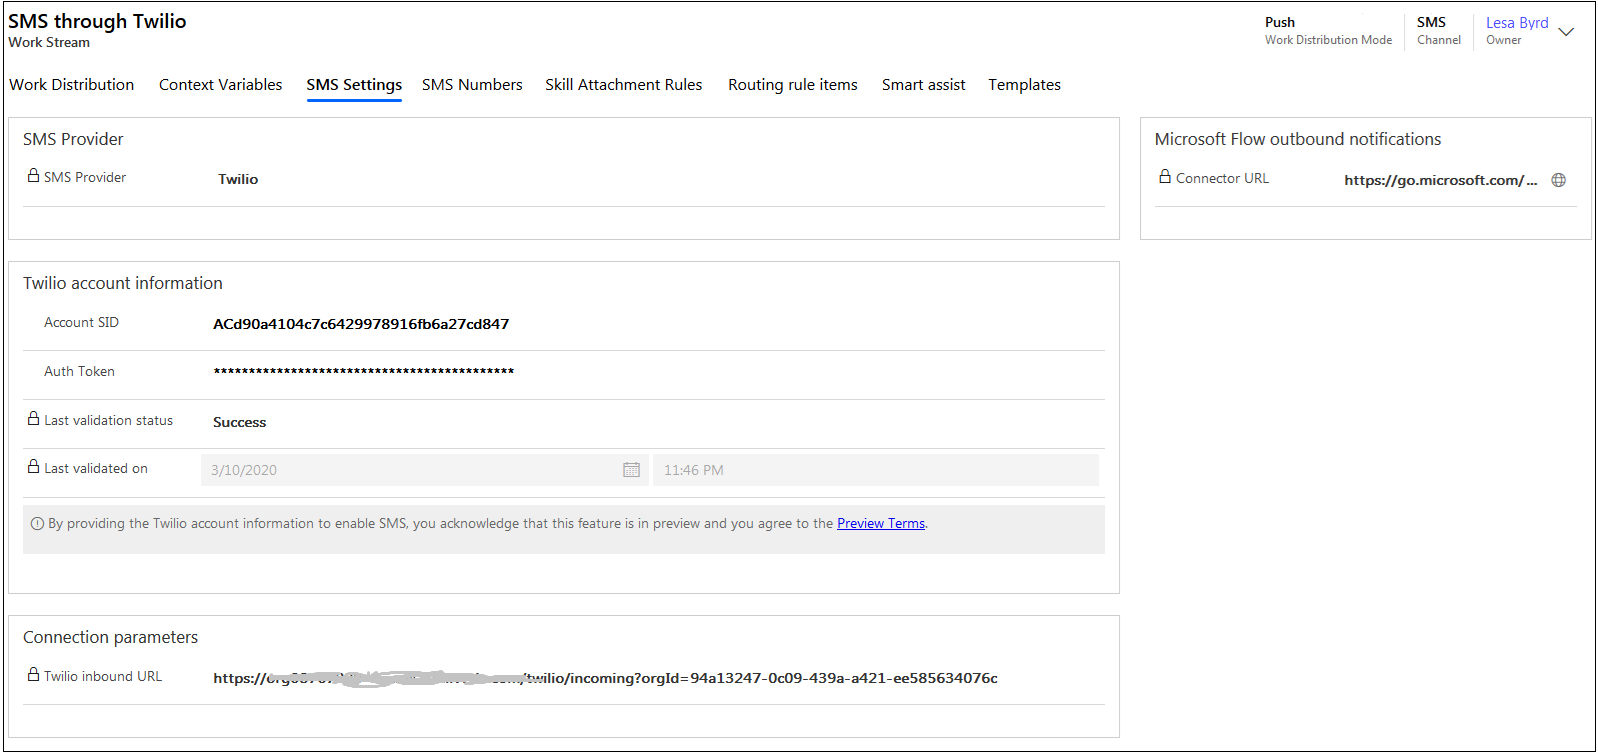 SMS through Twilio
Work Stream
Push
Work Distribution Mode
SMS
Channel
Lesa Byrd
Owner
Work Distribution Context Variables SMS Settings SMS Numbers Skill Attachment Rules Routing rule items Smart assist Templates
SMS Provider
SMS Provider Twilio
Microsoft Flow outbound notifications
Connector URL https://go.microsoft.com/...
Twilio account information
Account SID ACd90a4104c7c6429978916fb6a27cd847
Auth Token *******************************************
Last validation status Success
Last validated on 3/10/2020 11:46 PM
By providing the Twilio account information to enable SMS, you acknowledge that this feature is in preview and you agree to the Preview Terms.
Connection parameters
Twilio inbound URL https:// /twilio/incoming?orgId=94a13247-0c09-439a-a421-ee585634076c